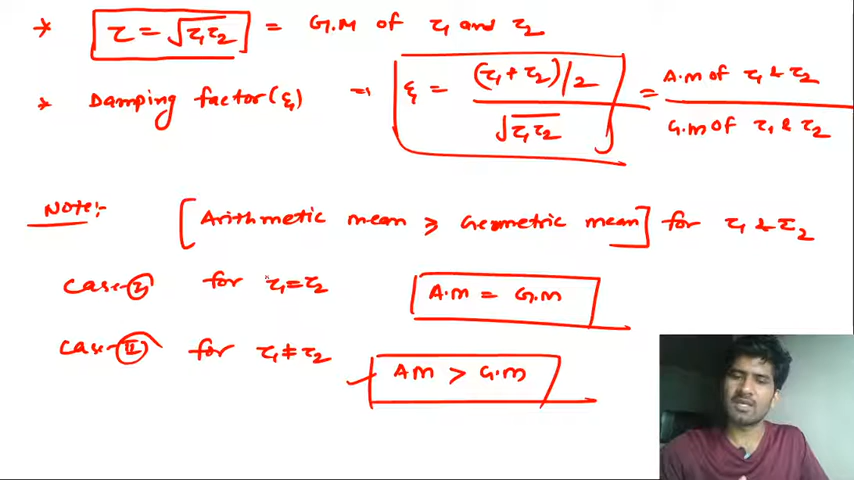 * τ = √τ₁τ₂ = G.M of τ₁ and τ₂
* Damping factor (ξ) → ξ = (τ₁ + τ₂)/2 / √τ₁τ₂ = A.M of τ₁ & τ₂ / G.M of τ₁ & τ₂
Note:- [Arithmetic mean ≥ Geometric mean] for τ₁ & τ₂
Case-I for τ₁ = τ₂ A.M = G.M
Case-II for τ₁ ≠ τ₂ AM > G.M